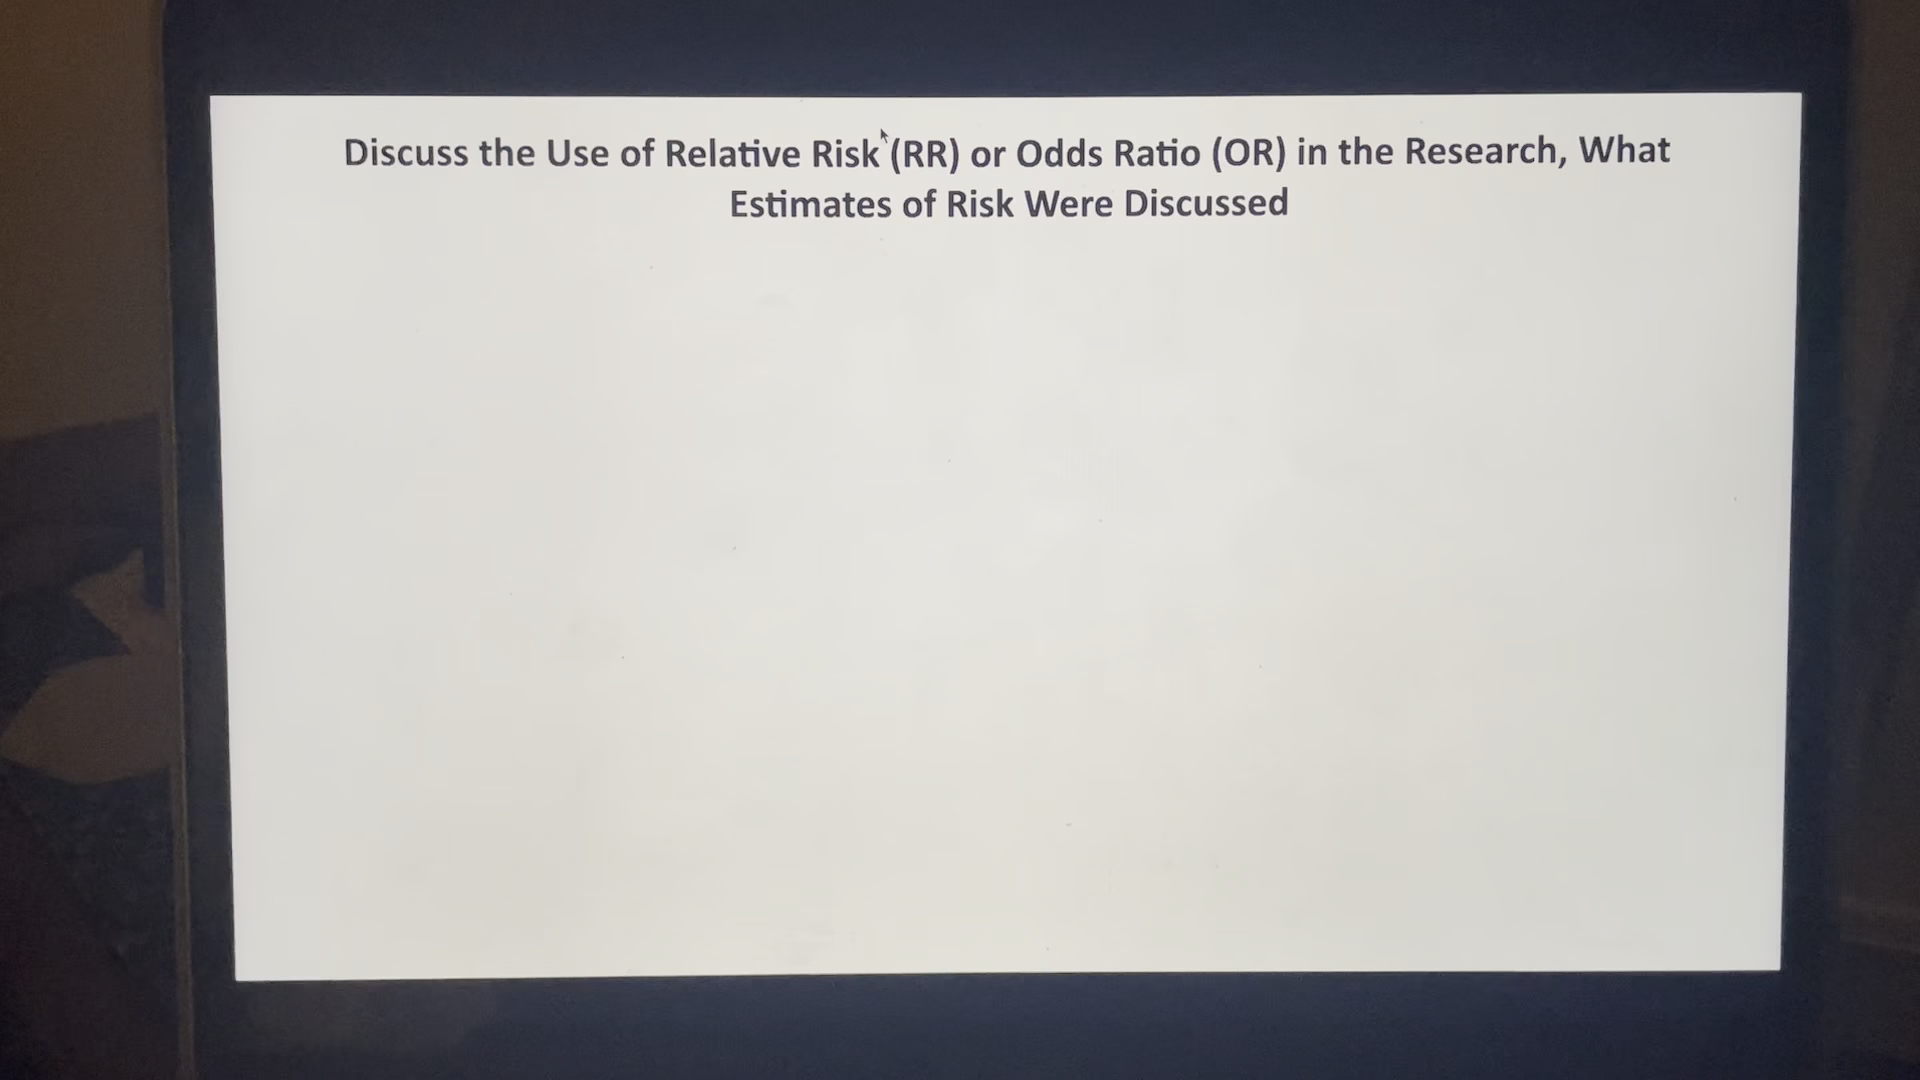 Discuss the Use of Relative Risk (RR) or Odds Ratio (OR) in the Research, What
Estimates of Risk Were Discussed